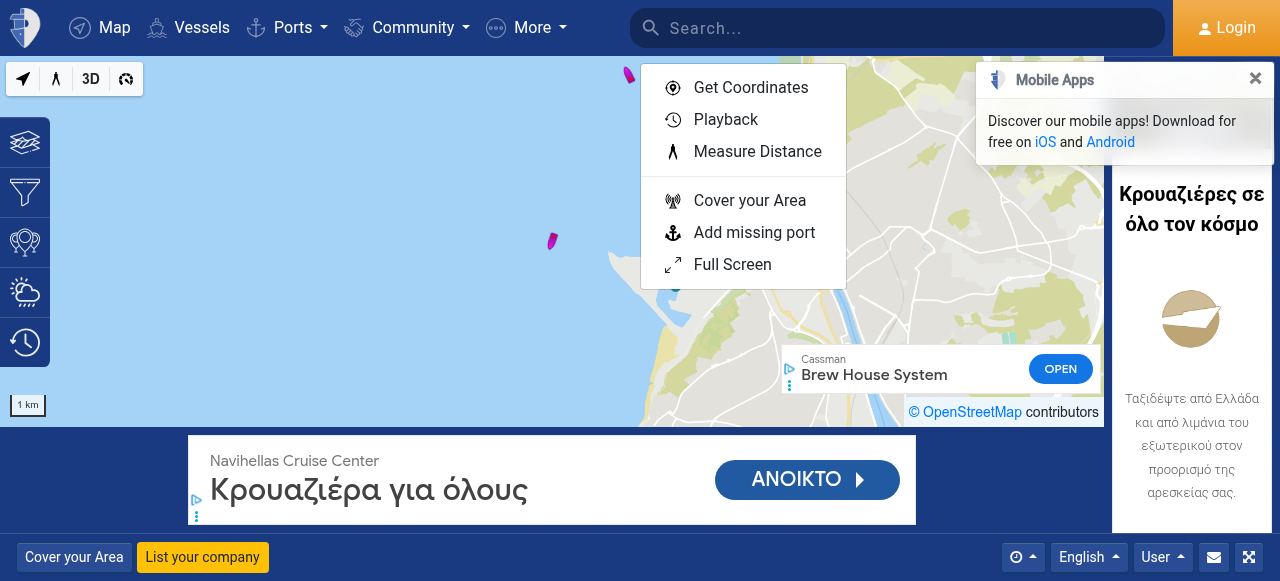 Map
Vessels
Ports
Community
More
Search...
Login
3D
Get Coordinates
Playback
Measure Distance
Cover your Area
Add missing port
Full Screen
Mobile Apps
Discover our mobile apps! Download for
free on iOS and Android
Κρουαζιέρες σε
όλο τον κόσμο
Ταξιδέψτε από Ελλάδα
και από λιμάνια του
εξωτερικού στον
προορισμό της
αρεσκείας σας.
Cassman
Brew House System
OPEN
1 km
© OpenStreetMap contributors
Navihellas Cruise Center
Κρουαζιέρα για όλους
ΑΝΟΙΚΤΟ
Cover your Area
List your company
English
User